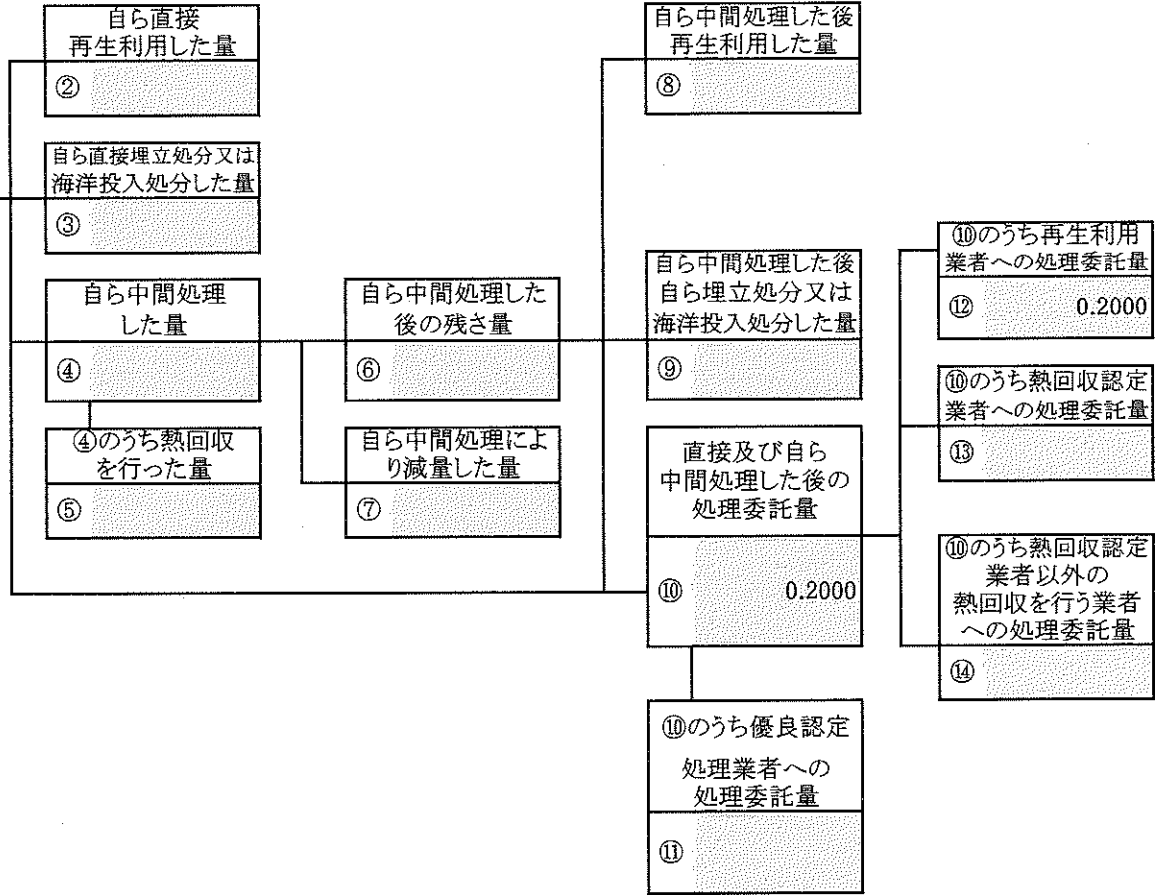 自ら直接
再生利用した量
②
自ら直接埋立処分又は
海洋投入処分した量
③
自ら中間処理
した量
④
④のうち熱回収
を行った量
⑤
自ら中間処理した
後の残さ量
⑥
自ら中間処理によ
り減量した量
⑦
自ら中間処理した後
再生利用した量
⑧
自ら中間処理した後
自ら埋立処分又は
海洋投入処分した量
⑨
直接及び自ら
中間処理した後の
処理委託量
⑩ 0.2000
⑩のうち優良認定
処理業者への
処理委託量
⑪
⑩のうち再生利用
業者への処理委託量
⑫ 0.2000
⑩のうち熱回収認定
業者への処理委託量
⑬
⑩のうち熱回収認定
業者以外の
熱回収を行う業者
への処理委託量
⑭